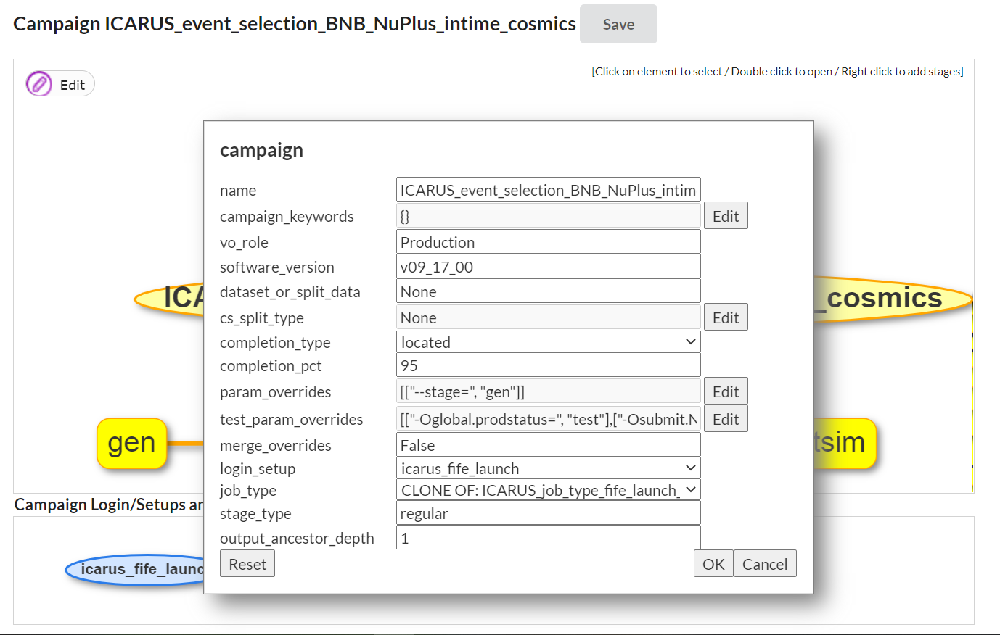 Campaign ICARUS_event_selection_BNB_NuPlus_intime_cosmics Save
Edit [Click on element to select / Double click to open / Right click to add stages]
campaign
name ICARUS_event_selection_BNB_NuPlus_intim
campaign_keywords {} Edit
vo_role Production
software_version v09_17_00
dataset_or_split_data None
ICA _cosmics
cs_split_type None Edit
completion_type located
completion_pct 95
param_overrides [["--stage=", "gen"]] Edit
test_param_overrides [["-Oglobal.prodstatus=", "test"],["-Osubmit.N Edit
gen tsim
merge_overrides False
login_setup icarus_fife_launch
job_type CLONE OF: ICARUS_job_type_fife_launch_
Campaign Login/Setups an
stage_type regular
output_ancestor_depth 1
Reset OK Cancel
icarus_fife_launc